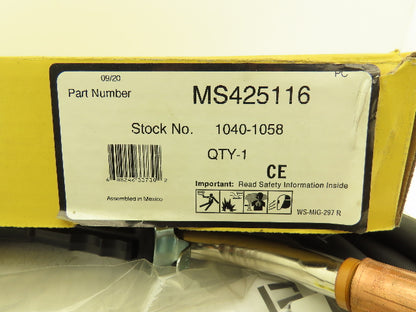 09/20
PC
Part Number MS425116
Stock No. 1040-1058
QTY-1
CE
Important: Read Safety Information Inside
Assembled in Mexico
WS-MIG-297 R